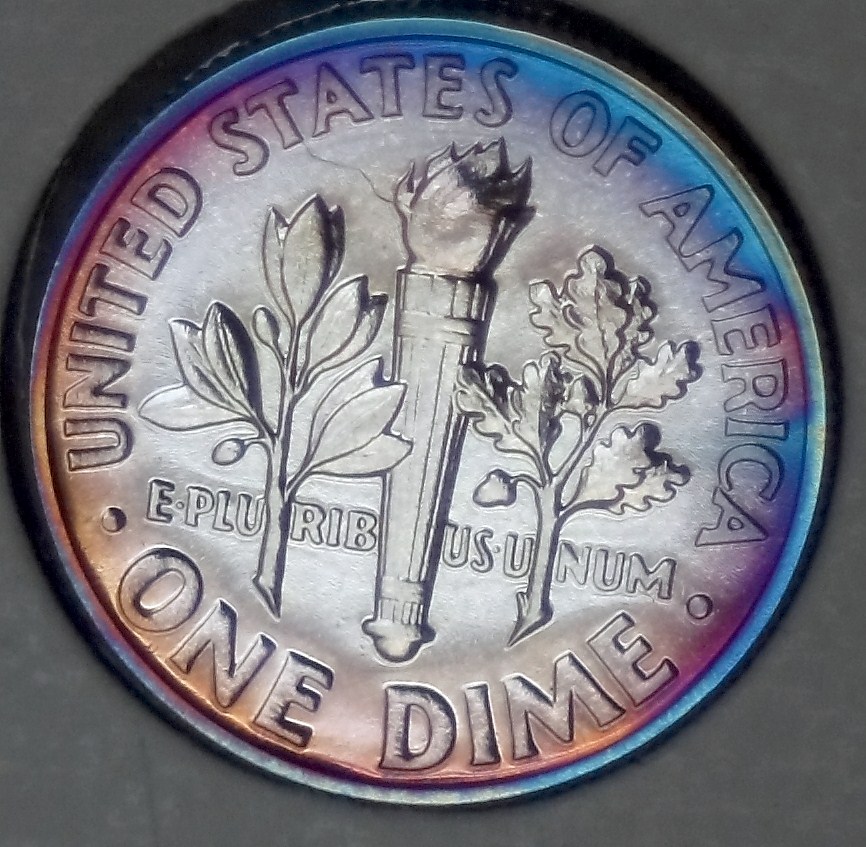 UNITED STATES OF AMERICA
E·PLURIBUS·UNUM
· ONE DIME ·